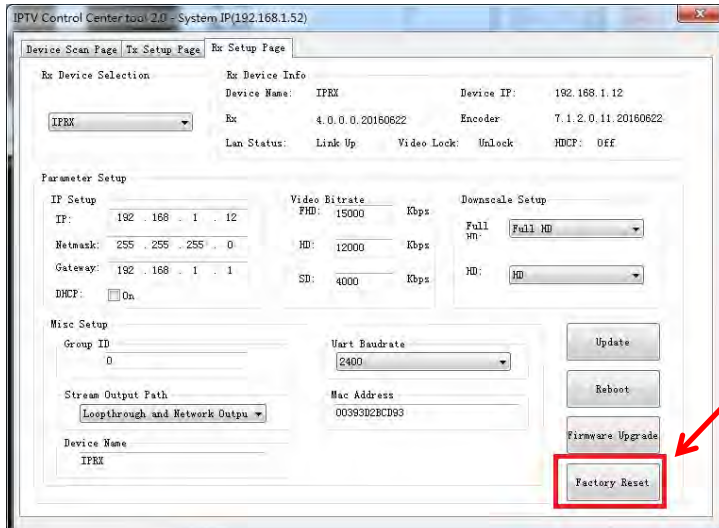 IPTV Control Center tool 2.0 - System IP(192.168.1.52)
Device Scan Page Tx Setup Page Rx Setup Page
Rx Device Selection
IPRX
Rx Device Info
Device Name: IPRX Device IP: 192.168.1.12
Rx 4.0.0.0.20160622 Encoder 7.1.2.0.11.20160622
Lan Status: Link Up Video Lock: Unlock HDCP: Off
Parameter Setup
IP Setup
IP: 192 . 168 . 1 . 12
Netmask: 255 . 255 . 255 . 0
Gateway: 192 . 168 . 1 . 1
DHCP: On
Video Bitrate
FHD: 15000 Kbps
HD: 12000 Kbps
SD: 4000 Kbps
Downscale Setup
Full HD: Full HD
HD: HD
Misc Setup
Group ID
0
Uart Baudrate
2400
Stream Output Path
Loopthrough and Network Outpu
Mac Address
00393D2BCD93
Device Name
IPRX
Update
Reboot
Firmware Upgrade
Factory Reset